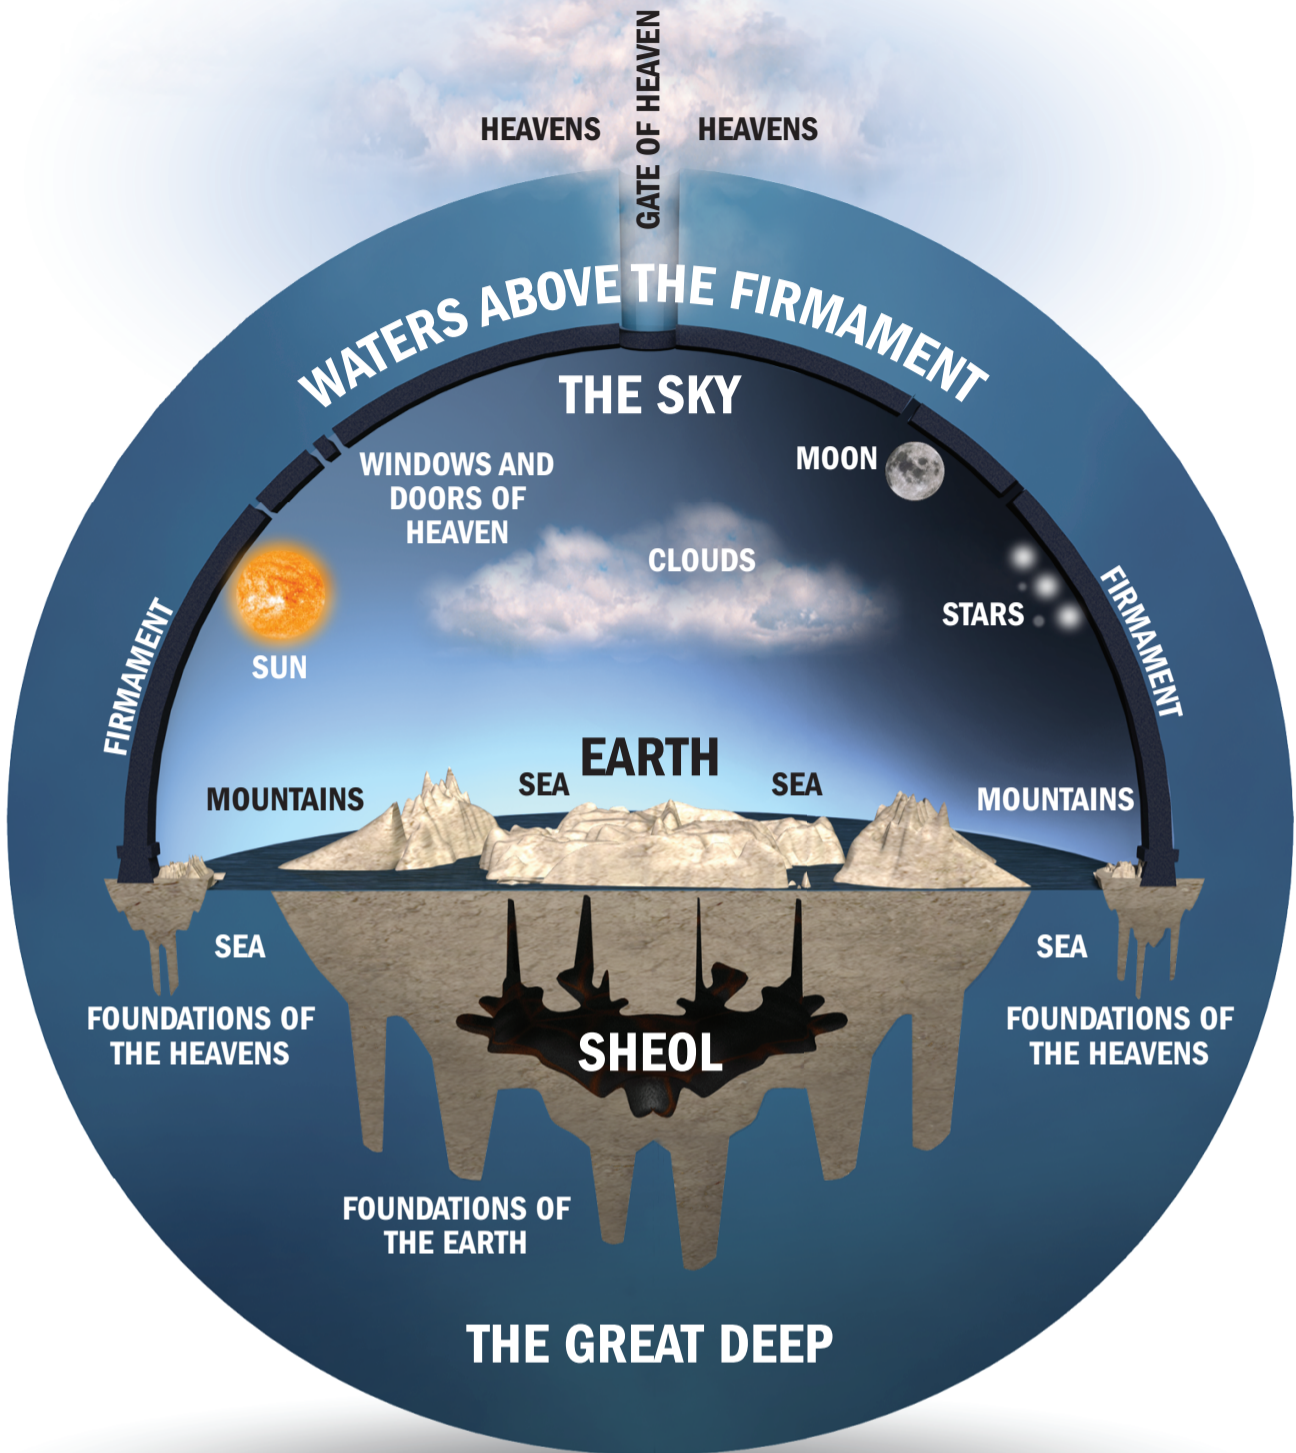 GATE OF HEAVEN
HEAVENS
HEAVENS
WATERS ABOVE THE FIRMAMENT
THE SKY
WINDOWS AND
DOORS OF
HEAVEN
MOON
CLOUDS
STARS
SUN
FIRMAMENT
FIRMAMENT
EARTH
MOUNTAINS
SEA
SEA
MOUNTAINS
SEA
SEA
FOUNDATIONS OF
THE HEAVENS
SHEOL
FOUNDATIONS OF
THE HEAVENS
FOUNDATIONS OF
THE EARTH
THE GREAT DEEP